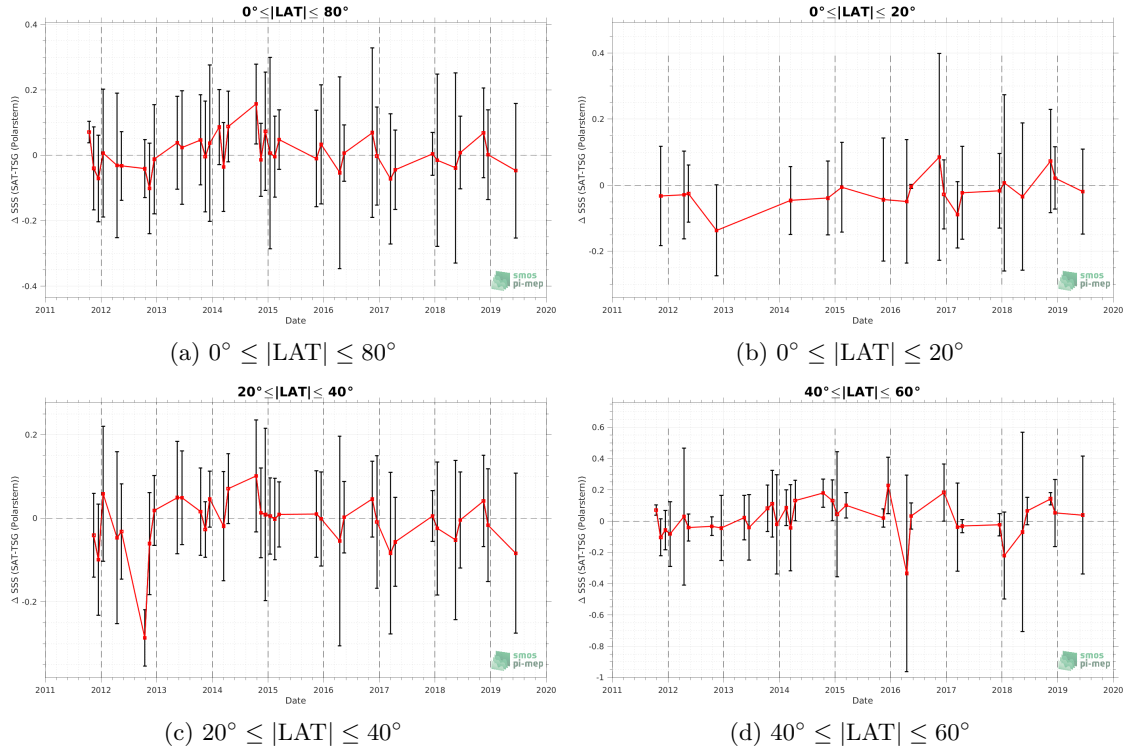 0°≤|LAT|≤ 80°
0.4
0.2
0
-0.2
-0.4
Δ SSS (SAT-TSG (Polarstern))
2011 2012 2013 2014 2015 2016 2017 2018 2019 2020
Date
smos
pi-mep
(a) 0° ≤ |LAT| ≤ 80°
0°≤|LAT|≤ 20°
0.4
0.2
0
-0.2
Δ SSS (SAT-TSG (Polarstern))
2011 2012 2013 2014 2015 2016 2017 2018 2019 2020
Date
smos
pi-mep
(b) 0° ≤ |LAT| ≤ 20°
20°≤|LAT|≤ 40°
0.2
0
-0.2
Δ SSS (SAT-TSG (Polarstern))
2011 2012 2013 2014 2015 2016 2017 2018 2019 2020
Date
smos
pi-mep
(c) 20° ≤ |LAT| ≤ 40°
40°≤|LAT|≤ 60°
0.6
0.4
0.2
0
-0.2
-0.4
-0.6
-0.8
-1
Δ SSS (SAT-TSG (Polarstern))
2011 2012 2013 2014 2015 2016 2017 2018 2019 2020
Date
smos
pi-mep
(d) 40° ≤ |LAT| ≤ 60°